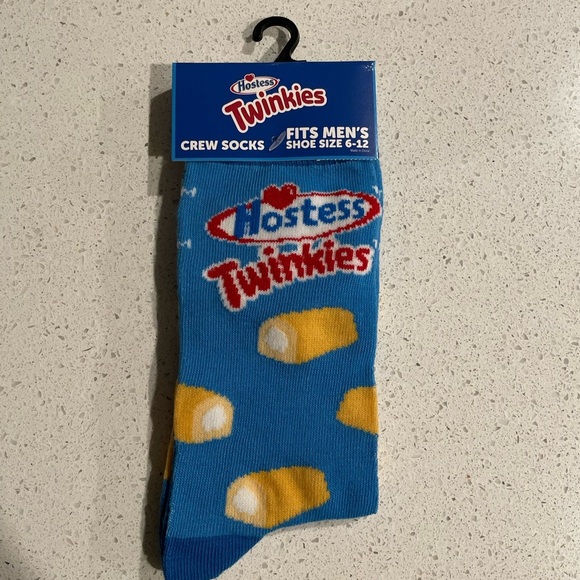 Hostess
Twinkies
CREW SOCKS
FITS MEN'S
SHOE SIZE 6-12
Hostess
Twinkies